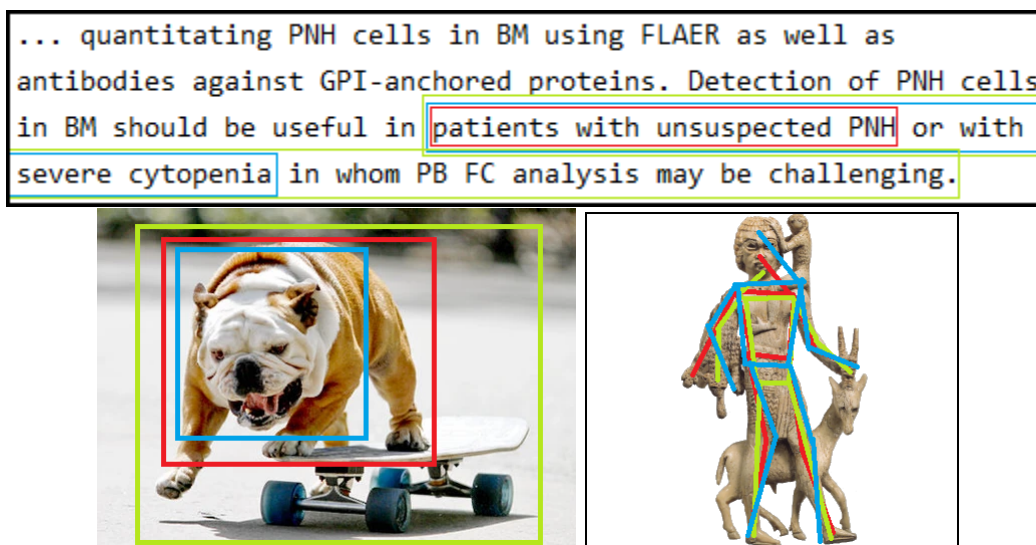 ... quantitating PNH cells in BM using FLAER as well as
antibodies against GPI-anchored proteins. Detection of PNH cells
in BM should be useful in patients with unsuspected PNH or with
severe cytopenia in whom PB FC analysis may be challenging.